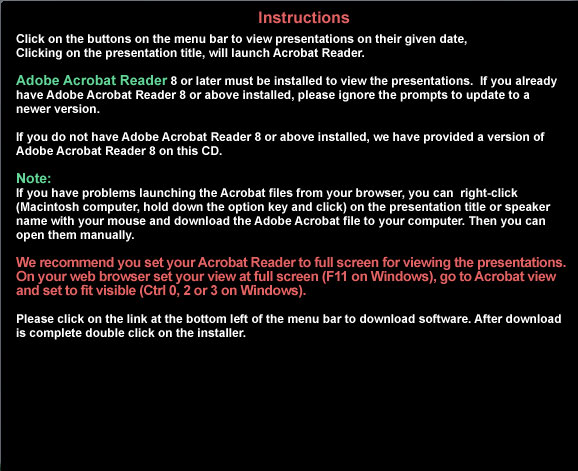 Instructions
Click on the buttons on the menu bar to view presentations on their given date,
Clicking on the presentation title, will launch Acrobat Reader.
Adobe Acrobat Reader 8 or later must be installed to view the presentations.  If you already
have Adobe Acrobat Reader 8 or above installed, please ignore the prompts to update to a
newer version.
If you do not have Adobe Acrobat Reader 8 or above installed, we have provided a version of
Adobe Acrobat Reader 8 on this CD.
Note:
If you have problems launching the Acrobat files from your browser, you can  right-click
(Macintosh computer, hold down the option key and click) on the presentation title or speaker
name with your mouse and download the Adobe Acrobat file to your computer. Then you can
open them manually.
We recommend you set your Acrobat Reader to full screen for viewing the presentations.
On your web browser set your view at full screen (F11 on Windows), go to Acrobat view
and set to fit visible (Ctrl 0, 2 or 3 on Windows).
Please click on the link at the bottom left of the menu bar to download software. After download
is complete double click on the installer.